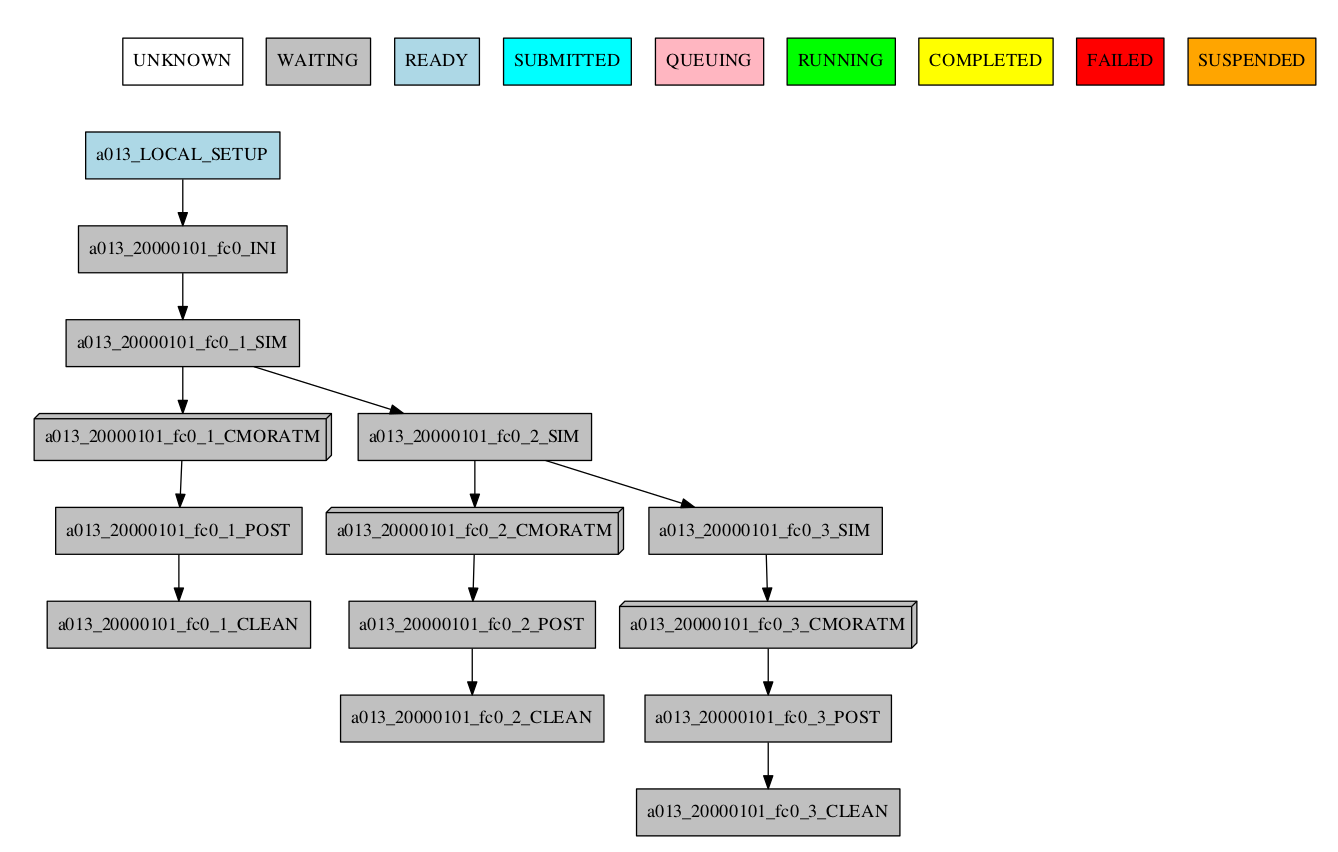 UNKNOWN WAITING READY SUBMITTED QUEUING RUNNING COMPLETED FAILED SUSPENDED
a013_LOCAL_SETUP
a013_20000101_fc0_INI
a013_20000101_fc0_1_SIM
a013_20000101_fc0_1_CMORATM a013_20000101_fc0_2_SIM
a013_20000101_fc0_1_POST a013_20000101_fc0_2_CMORATM a013_20000101_fc0_3_SIM
a013_20000101_fc0_1_CLEAN a013_20000101_fc0_2_POST a013_20000101_fc0_3_CMORATM
a013_20000101_fc0_2_CLEAN a013_20000101_fc0_3_POST
a013_20000101_fc0_3_CLEAN